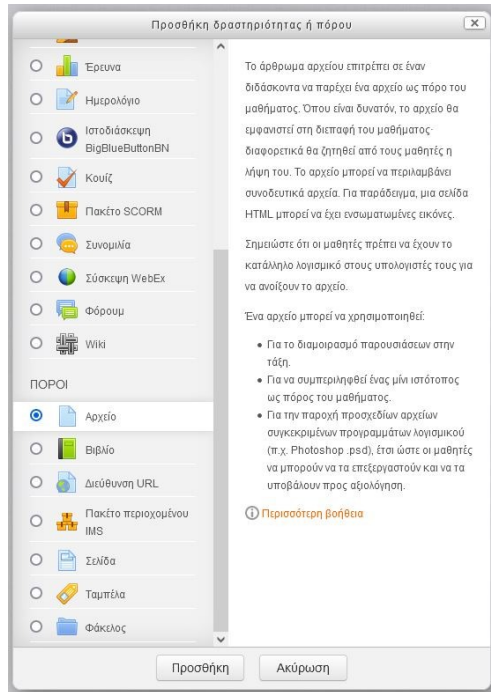 Προσθήκη δραστηριότητας ή πόρου
Έρευνα
Ημερολόγιο
Ιστοδιάσκεψη
BigBlueButtonBN
Κουίζ
Πακέτο SCORM
Συνομιλία
Σύσκεψη WebEx
Φόρουμ
Wiki
ΠΟΡΟΙ
Αρχείο
Βιβλίο
Διεύθυνση URL
Πακέτο περιοχομένου
IMS
Σελίδα
Ταμπέλα
Φάκελος
Το άρθρωμα αρχείου επιτρέπει σε έναν
διδάσκοντα να παρέχει ένα αρχείο ως πόρο του
μαθήματος. Όπου είναι δυνατόν, το αρχείο θα
εμφανιστεί στη διεπαφή του μαθήματος·
διαφορετικά θα ζητηθεί από τους μαθητές η
λήψη του. Το αρχείο μπορεί να περιλαμβάνει
συνοδευτικά αρχεία. Για παράδειγμα, μια σελίδα
HTML μπορεί να έχει ενσωματωμένες εικόνες.
Σημειώστε ότι οι μαθητές πρέπει να έχουν το
κατάλληλο λογισμικό στους υπολογιστές τους για
να ανοίξουν το αρχείο.
Ένα αρχείο μπορεί να χρησιμοποιηθεί:
• Για το διαμοιρασμό παρουσιάσεων στην
τάξη.
• Για να συμπεριληφθεί ένας μίνι ιστότοπος
ως πόρος του μαθήματος.
• Για την παροχή προσχεδίων αρχείων
συγκεκριμένων προγραμμάτων λογισμικού
(π.χ. Photoshop .psd), έτσι ώστε οι μαθητές
να μπορούν να τα επεξεργαστούν και να τα
υποβάλουν προς αξιολόγηση.
Περισσότερη βοήθεια
Προσθήκη
Ακύρωση